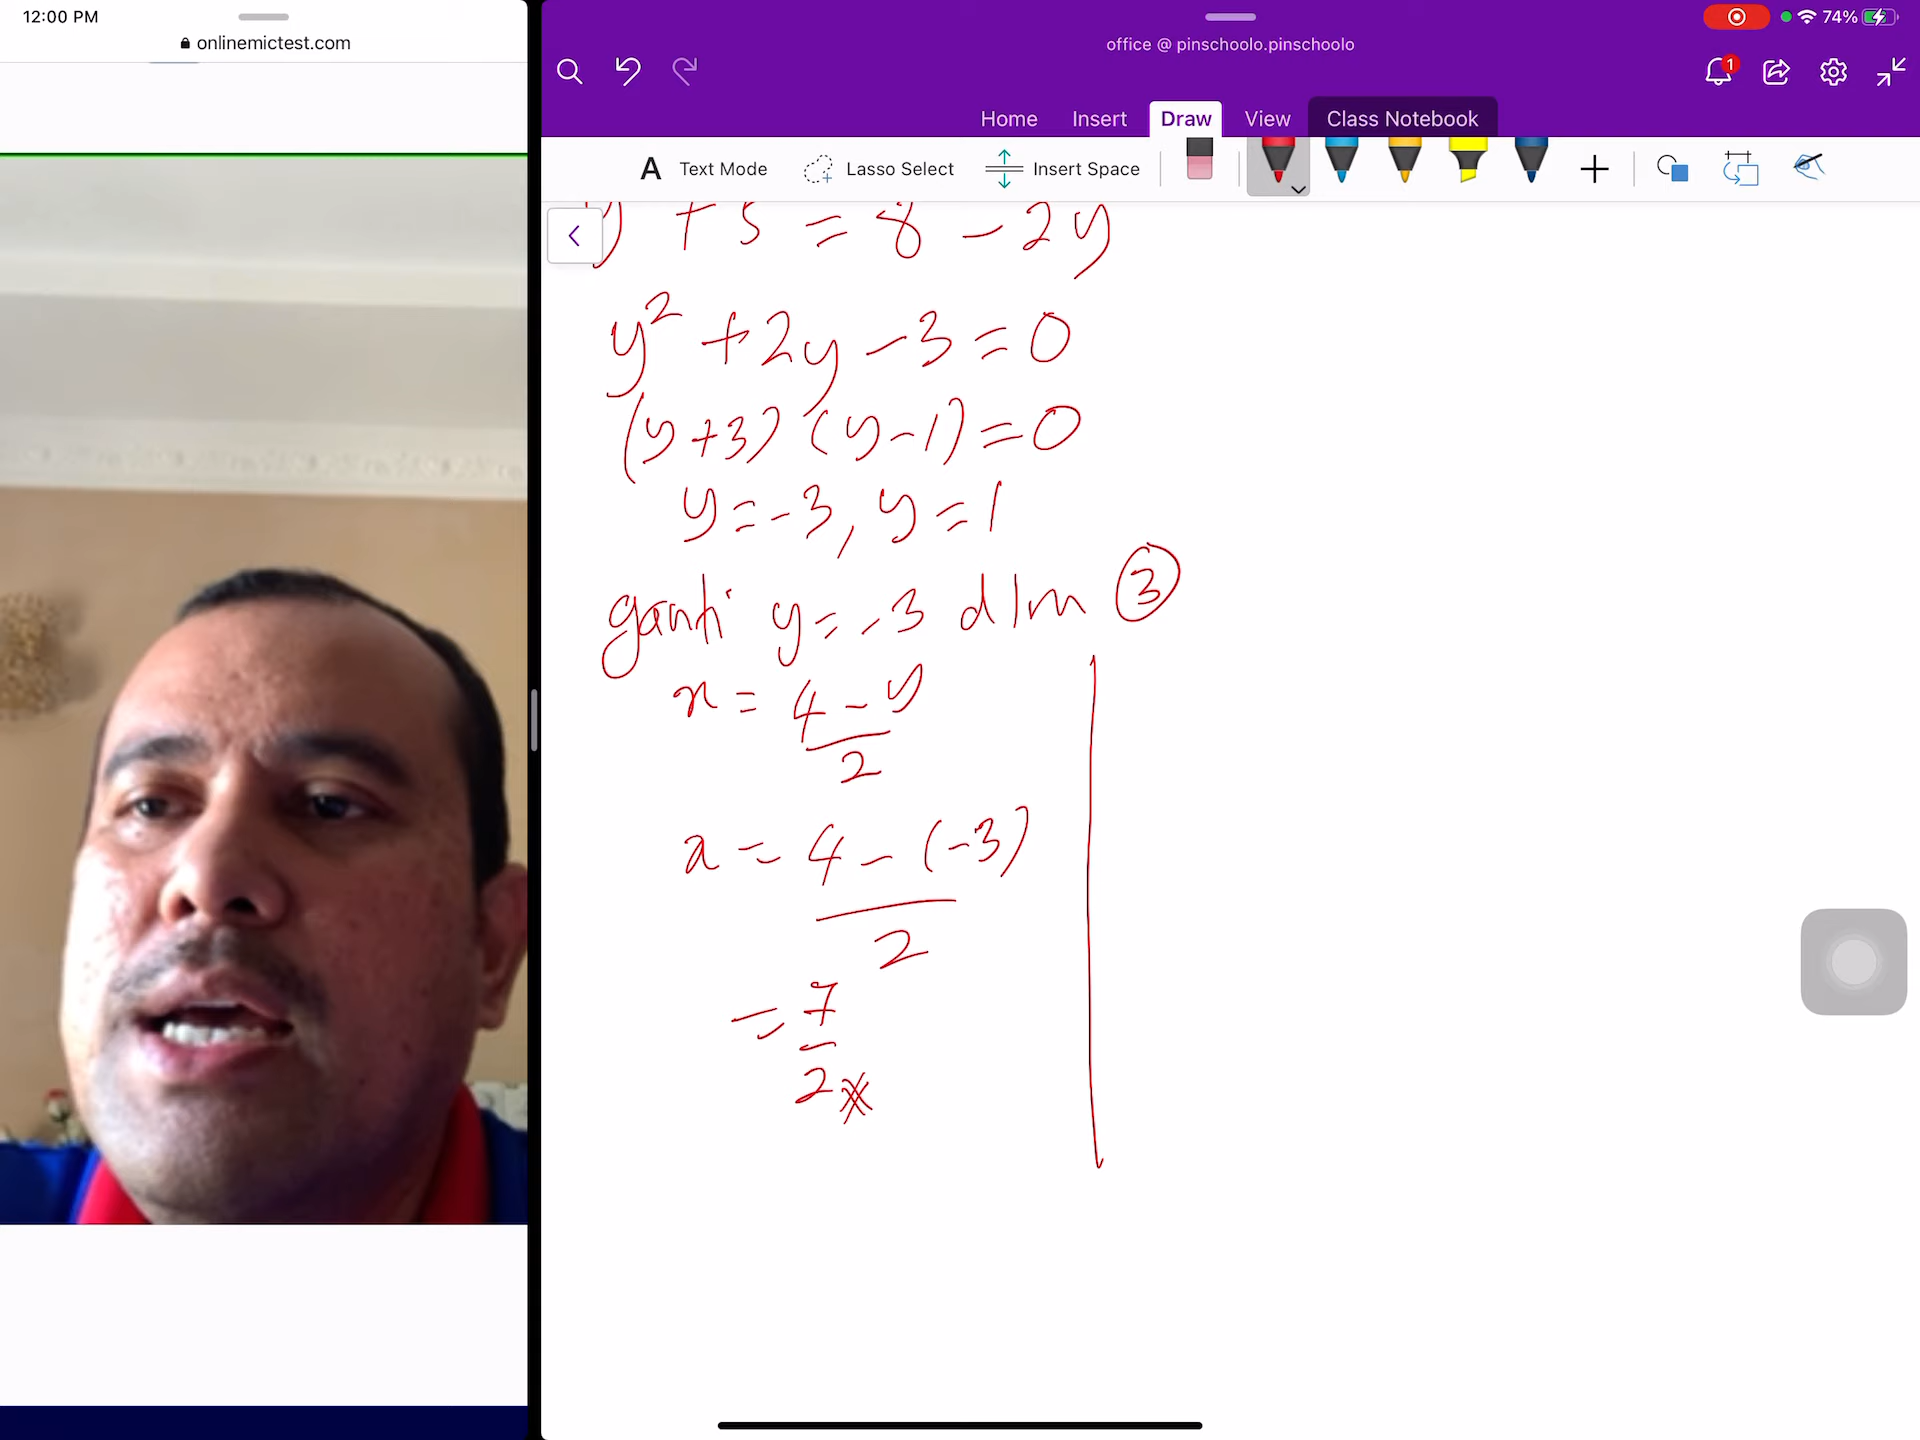 12:00 PM
onlinemictest.com
office @ pinschoolo.pinschoolo
74%
1
Home Insert Draw View Class Notebook
A Text Mode Lasso Select Insert Space
y + 5 = 8 - 2y
y² + 2y - 3 = 0
(y+3) (y-1) = 0
y = -3, y = 1
ganti y = -3 dlm ③
x = 4 - y
2
x = 4 - (-3)
2
= 7
2